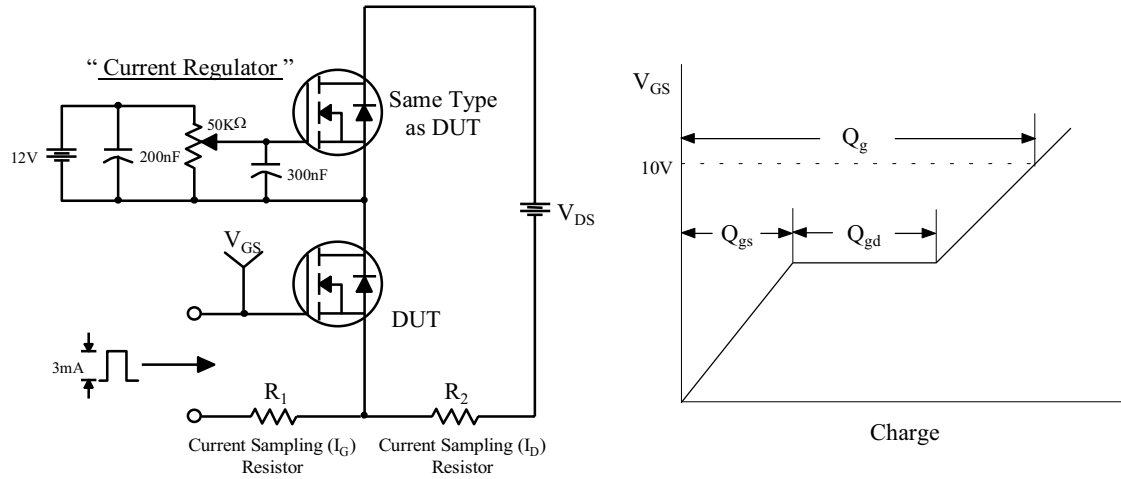 “ Current Regulator ”
12V
200nF
50KΩ
300nF
Same Type
as DUT
V_DS
V_GS
DUT
3mA
R_1
R_2
Current Sampling (I_G)
Resistor
Current Sampling (I_D)
Resistor
V_GS
10V
Q_g
Q_gs
Q_gd
Charge